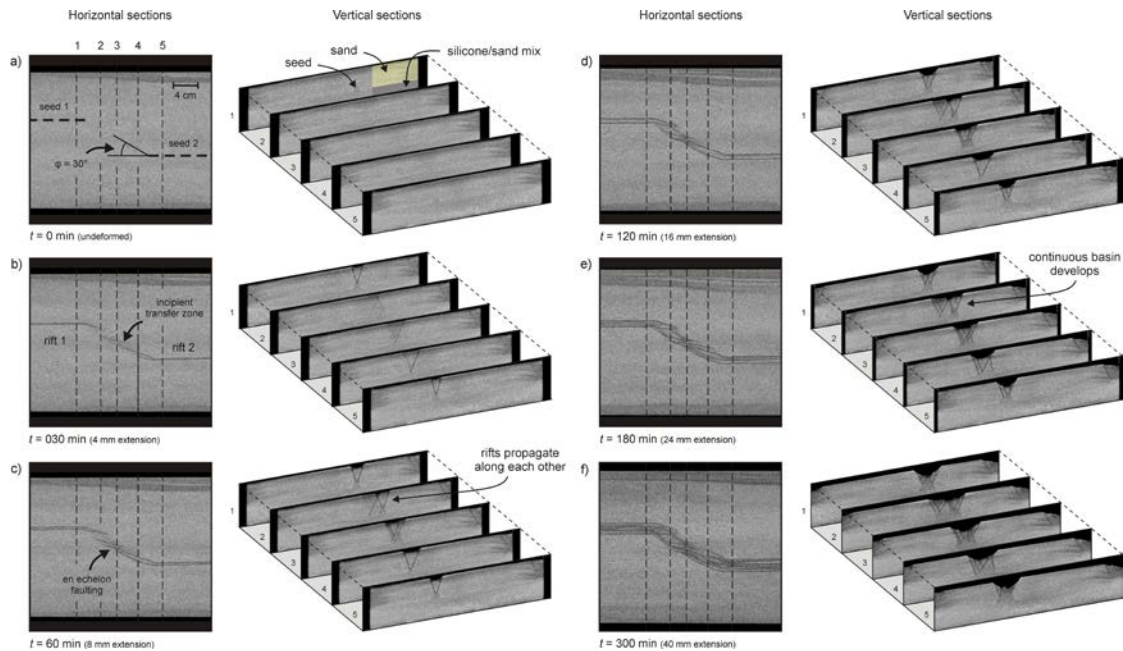 Horizontal sections
Vertical sections
Horizontal sections
Vertical sections
1 2 3 4 5
a)
4 cm
seed 1
seed 2
φ = 30°
t = 0 min (undeformed)
seed
sand
silicone/sand mix
1
2
3
4
5
b)
incipient
transfer zone
rift 1
rift 2
t = 030 min (4 mm extension)
1
2
3
4
5
c)
en echelon
faulting
t = 60 min (8 mm extension)
rifts propagate
along each other
1
2
3
4
5
d)
t = 120 min (16 mm extension)
1
2
3
4
5
e)
t = 180 min (24 mm extension)
continuous basin
develops
1
2
3
4
5
f)
t = 300 min (40 mm extension)
1
2
3
4
5